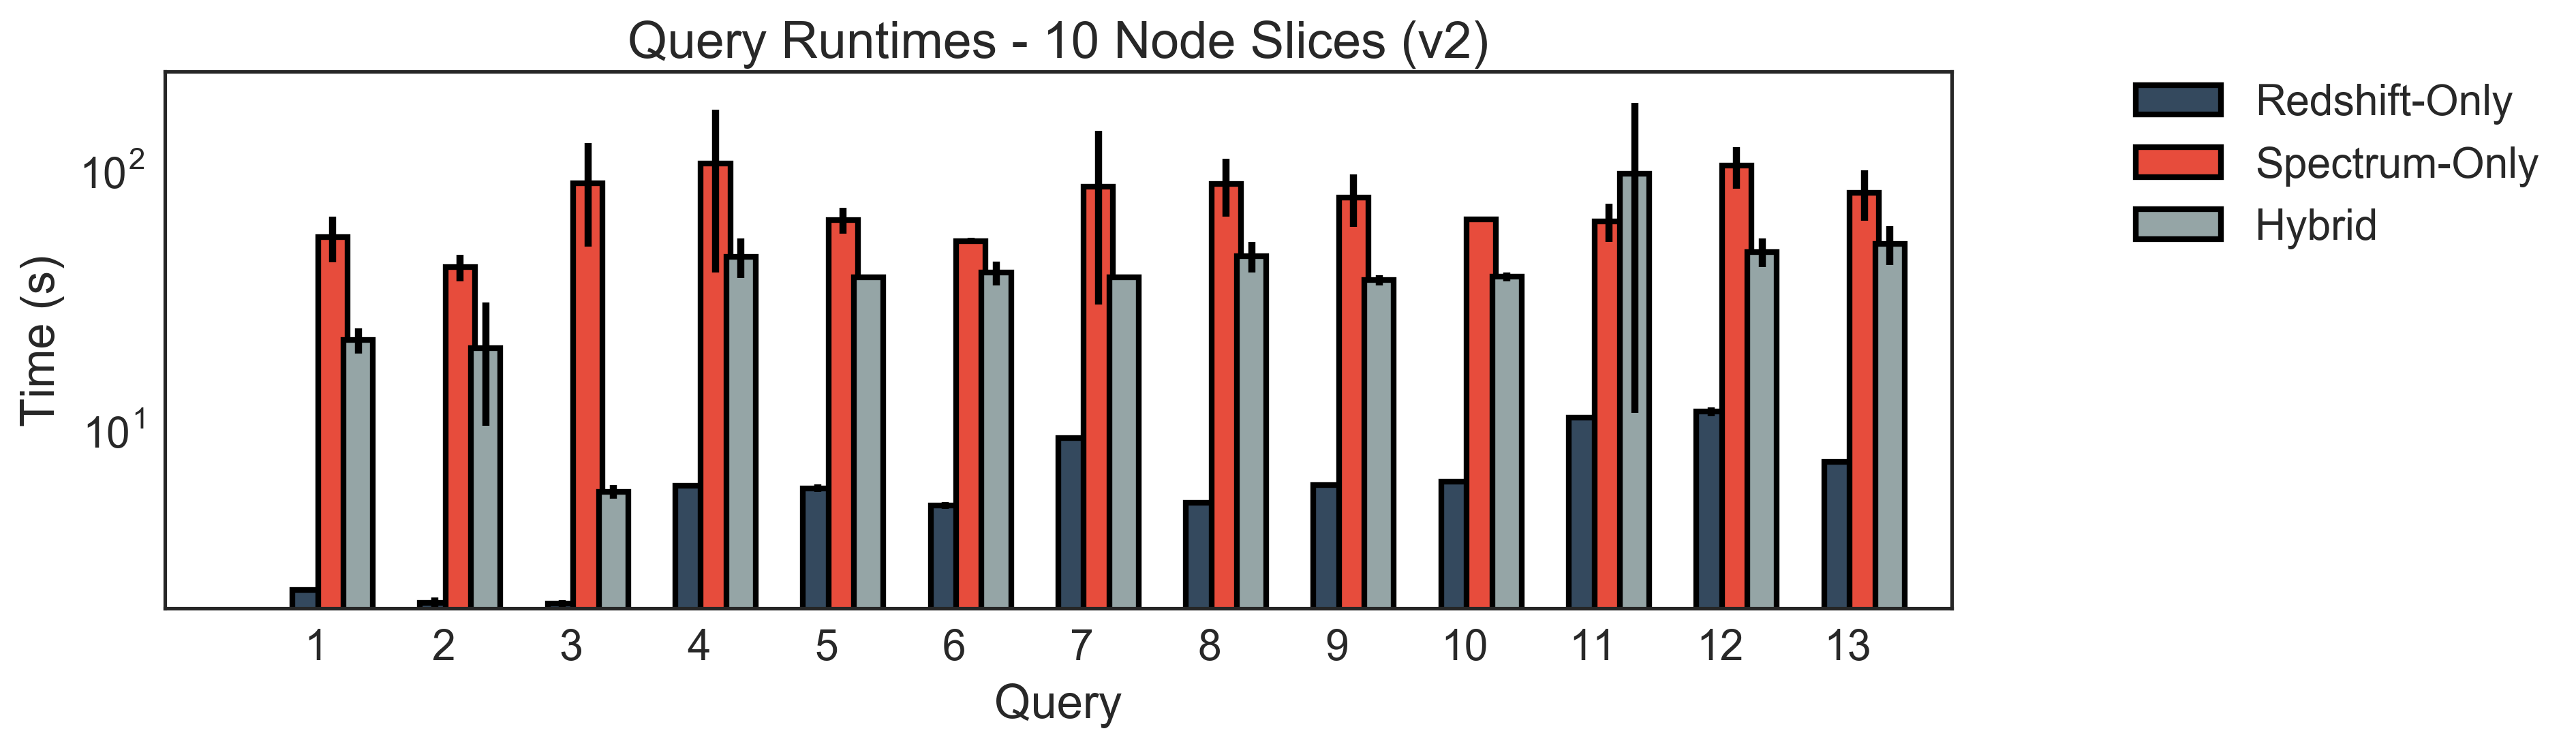 Query Runtimes - 10 Node Slices (v2)
Redshift-Only
Spectrum-Only
Hybrid
Time (s)
10²
10¹
1 2 3 4 5 6 7 8 9 10 11 12 13
Query